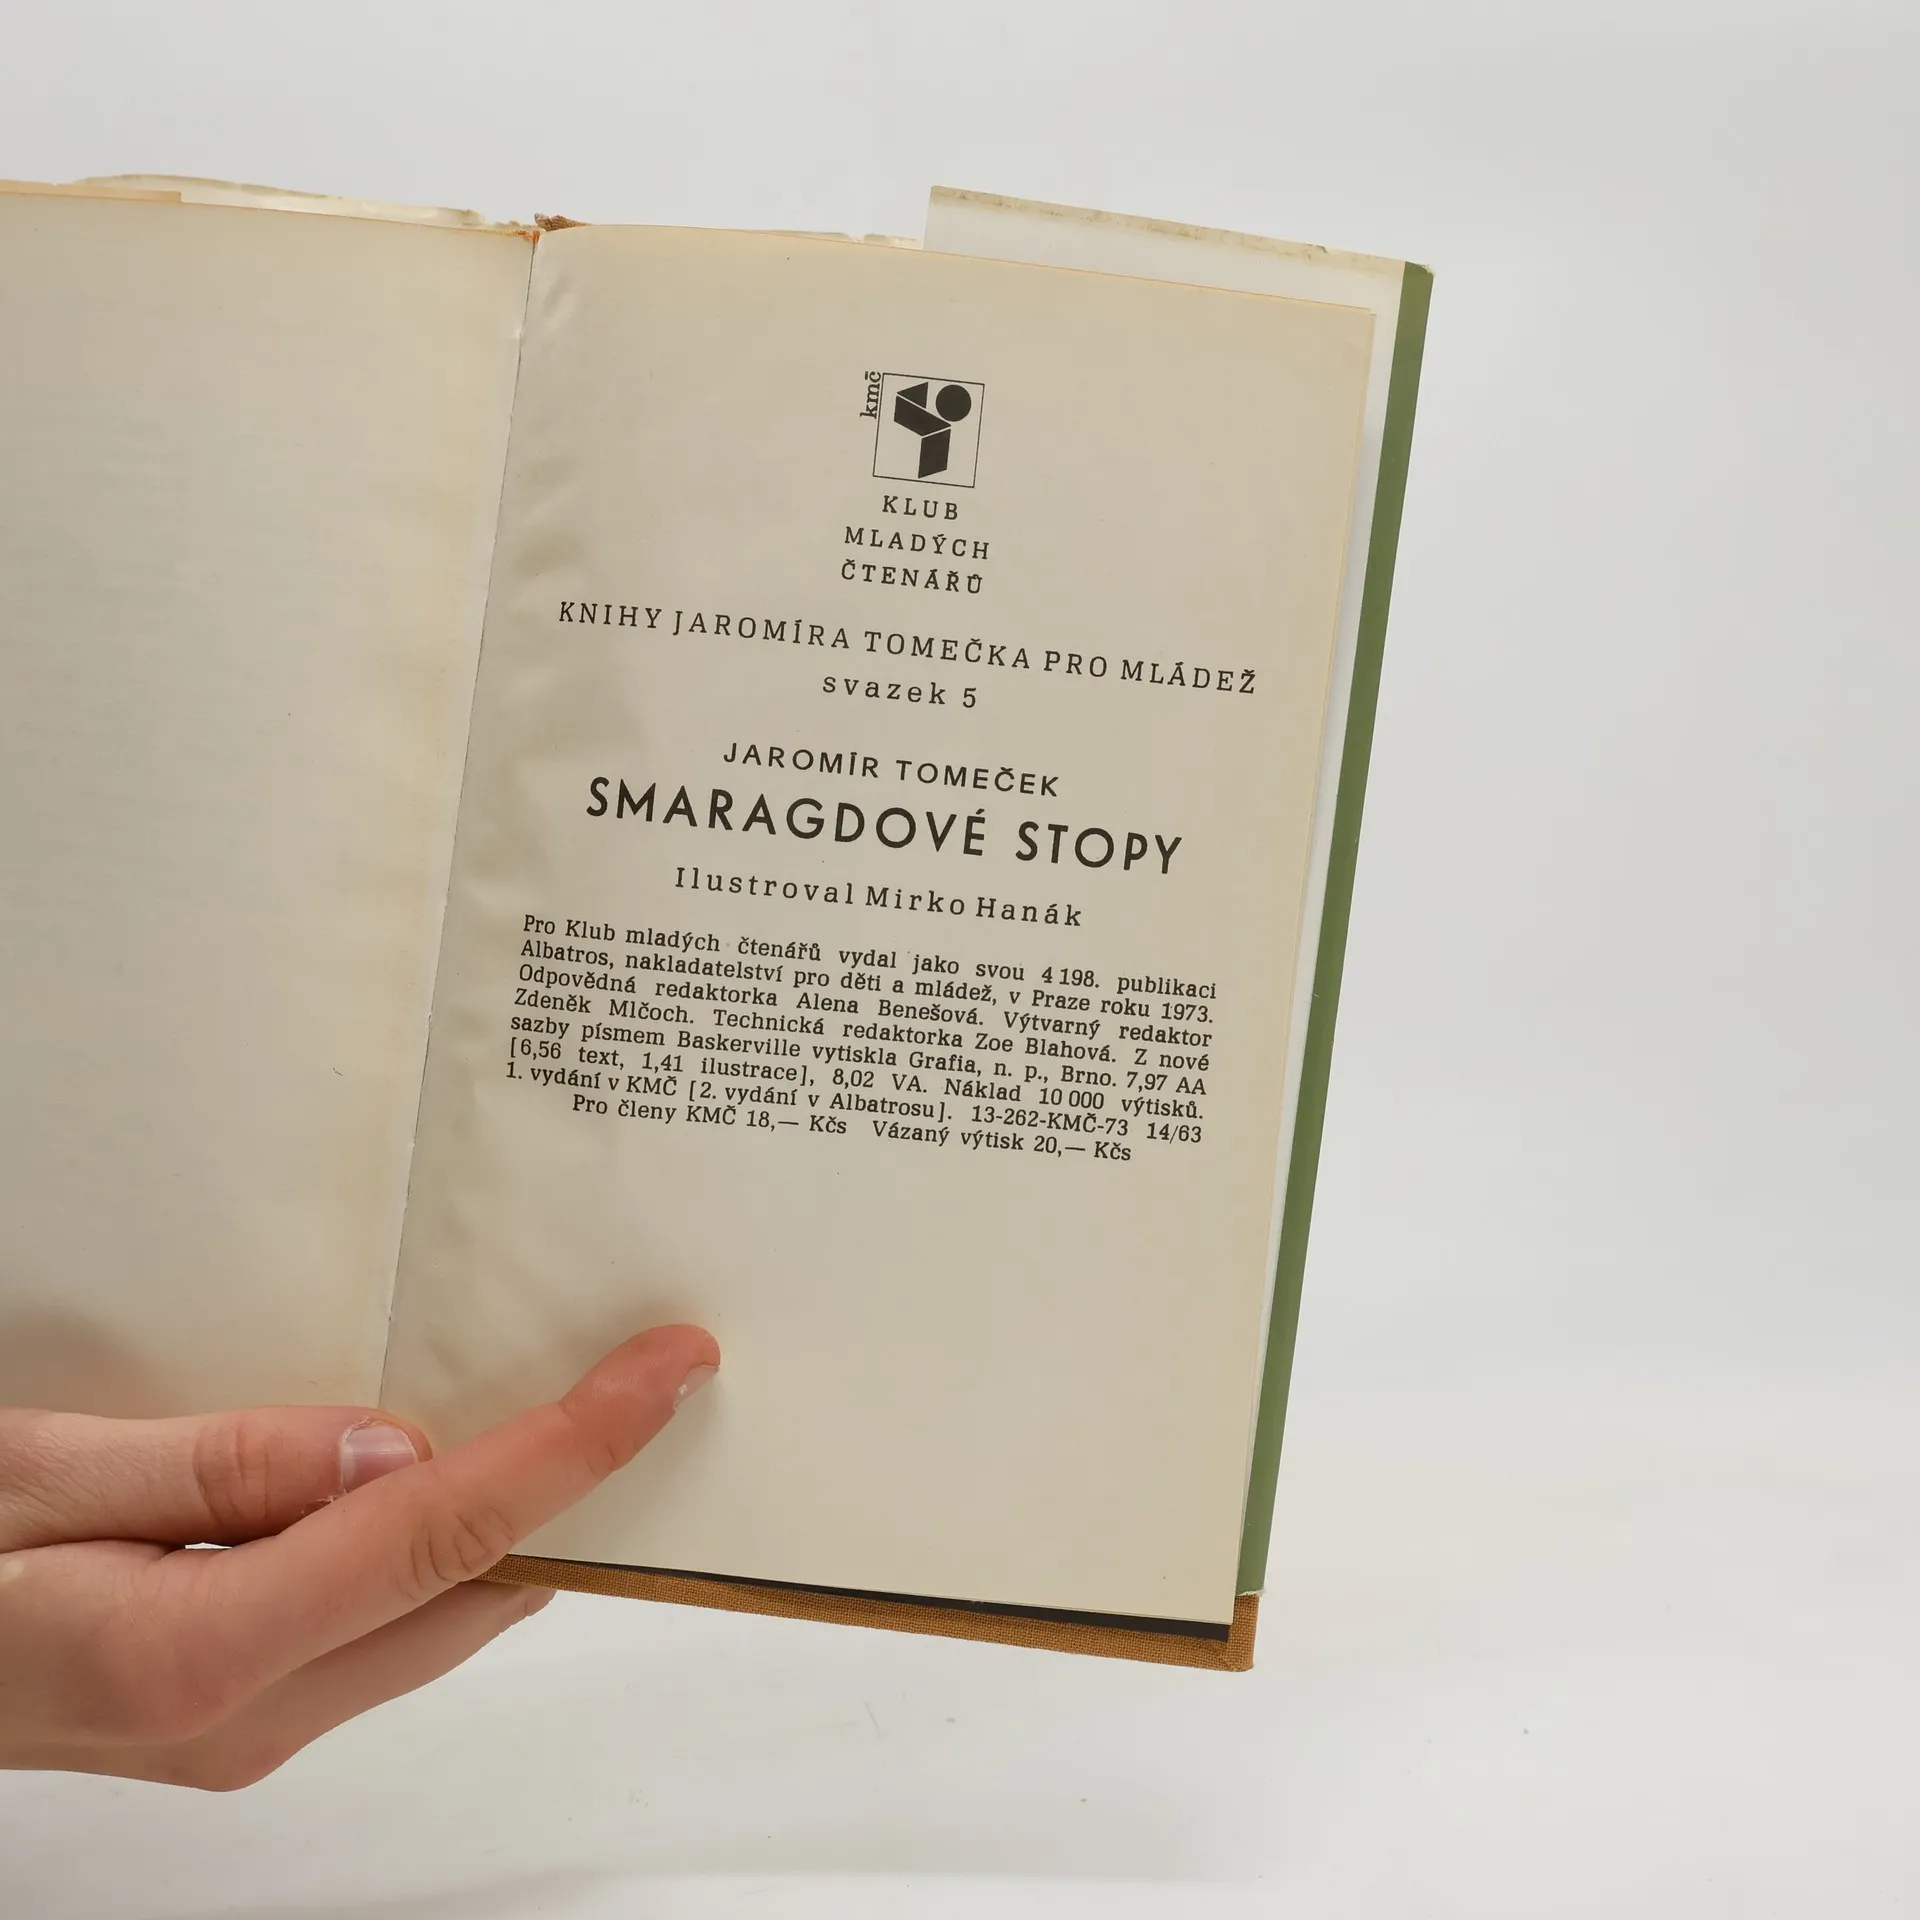 kmč
KLUB
MLADÝCH
ČTENÁŘŮ
KNIHY JAROMÍRA TOMEČKA PRO MLÁDEŽ
svazek 5
JAROMÍR TOMEČEK
SMARAGDOVÉ STOPY
Ilustroval Mirko Hanák
Pro Klub mladých čtenářů vydal jako svou 4 198. publikaci
Albatros, nakladatelství pro děti a mládež, v Praze roku 1973.
Odpovědná redaktorka Alena Benešová. Výtvarný redaktor
Zdeněk Mlčoch. Technická redaktorka Zoe Blahová. Z nové
sazby písmem Baskerville vytiskla Grafia, n. p., Brno. 7,97 AA
[6,56 text, 1,41 ilustrace], 8,02 VA. Náklad 10 000 výtisků.
1. vydání v KMČ [2. vydání v Albatrosu]. 13-262-KMČ-73 14/63
Pro členy KMČ 18,— Kčs Vázaný výtisk 20,— Kčs